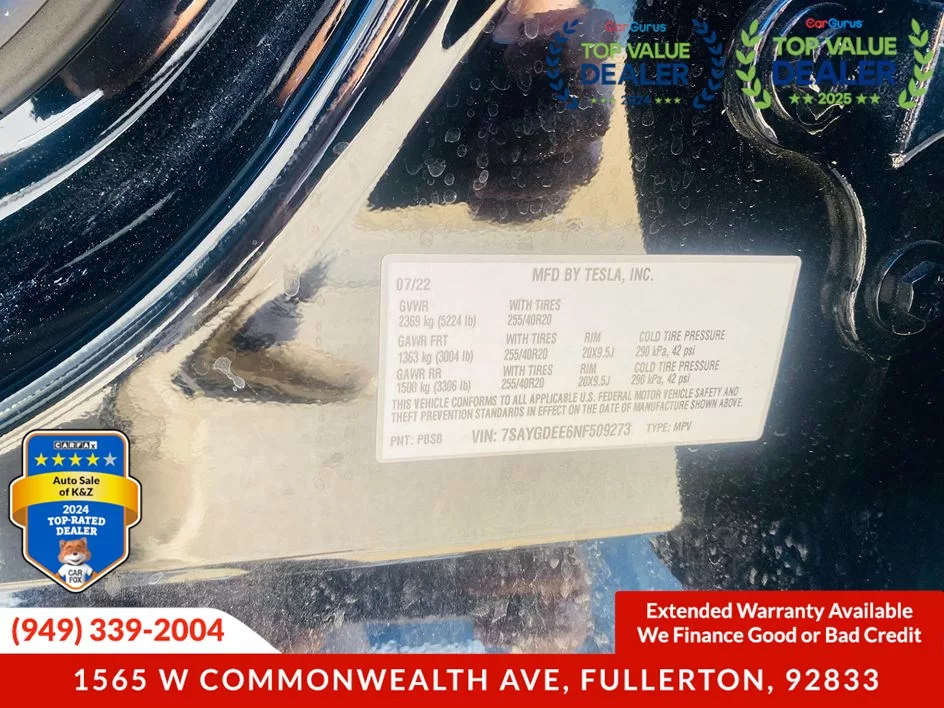 CarGurus
TOP VALUE
DEALER
2024
CarGurus
TOP VALUE
DEALER
2025
07/22
MFD BY TESLA, INC.
GVWR WITH TIRES
2369 kg (5224 lb) 255/40R20
GAWR FRT WITH TIRES RIM COLD TIRE PRESSURE
1363 kg (3004 lb) 255/40R20 20X9.5J 290 kPa, 42 psi
GAWR RR WITH TIRES RIM COLD TIRE PRESSURE
1500 kg (3306 lb) 255/40R20 20X9.5J 290 kPa, 42 psi
THIS VEHICLE CONFORMS TO ALL APPLICABLE U.S. FEDERAL MOTOR VEHICLE SAFETY AND
THEFT PREVENTION STANDARDS IN EFFECT ON THE DATE OF MANUFACTURE SHOWN ABOVE.
PNT: PBSB VIN: 7SAYGDEE6NF509273 TYPE: MPV
CARFAX
Auto Sale
of K&Z
2024
TOP-RATED
DEALER
CAR
FOX
(949) 339-2004
Extended Warranty Available
We Finance Good or Bad Credit
1565 W COMMONWEALTH AVE, FULLERTON, 92833